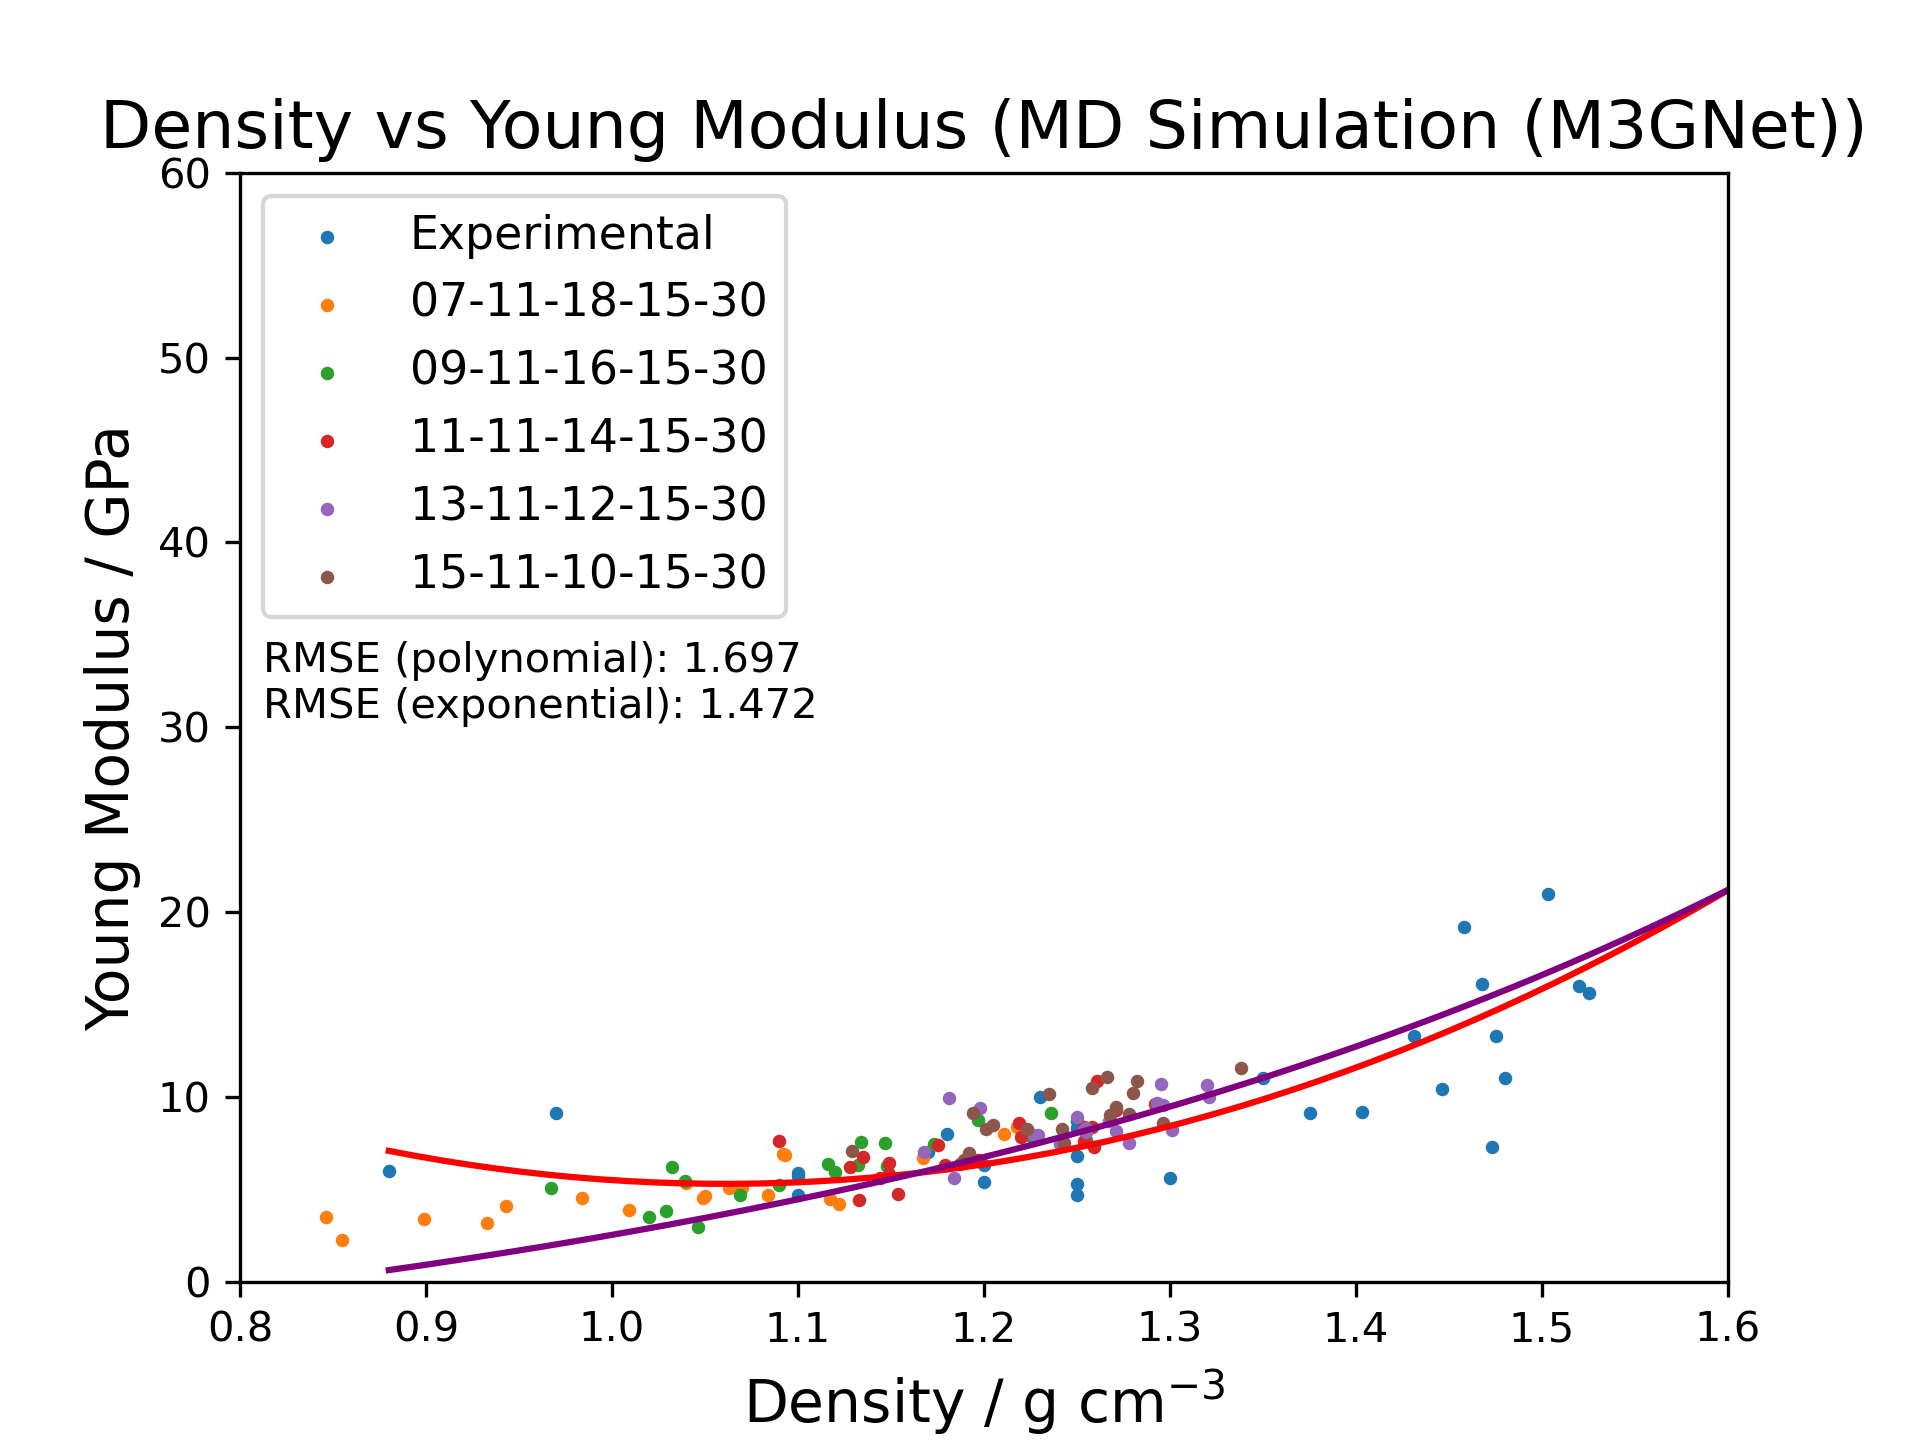 Density vs Young Modulus (MD Simulation (M3GNet))
60
50
40
30
20
10
0
Young Modulus / GPa
Experimental
07-11-18-15-30
09-11-16-15-30
11-11-14-15-30
13-11-12-15-30
15-11-10-15-30
RMSE (polynomial): 1.697
RMSE (exponential): 1.472
0.8 0.9 1.0 1.1 1.2 1.3 1.4 1.5 1.6
Density / g cm⁻³